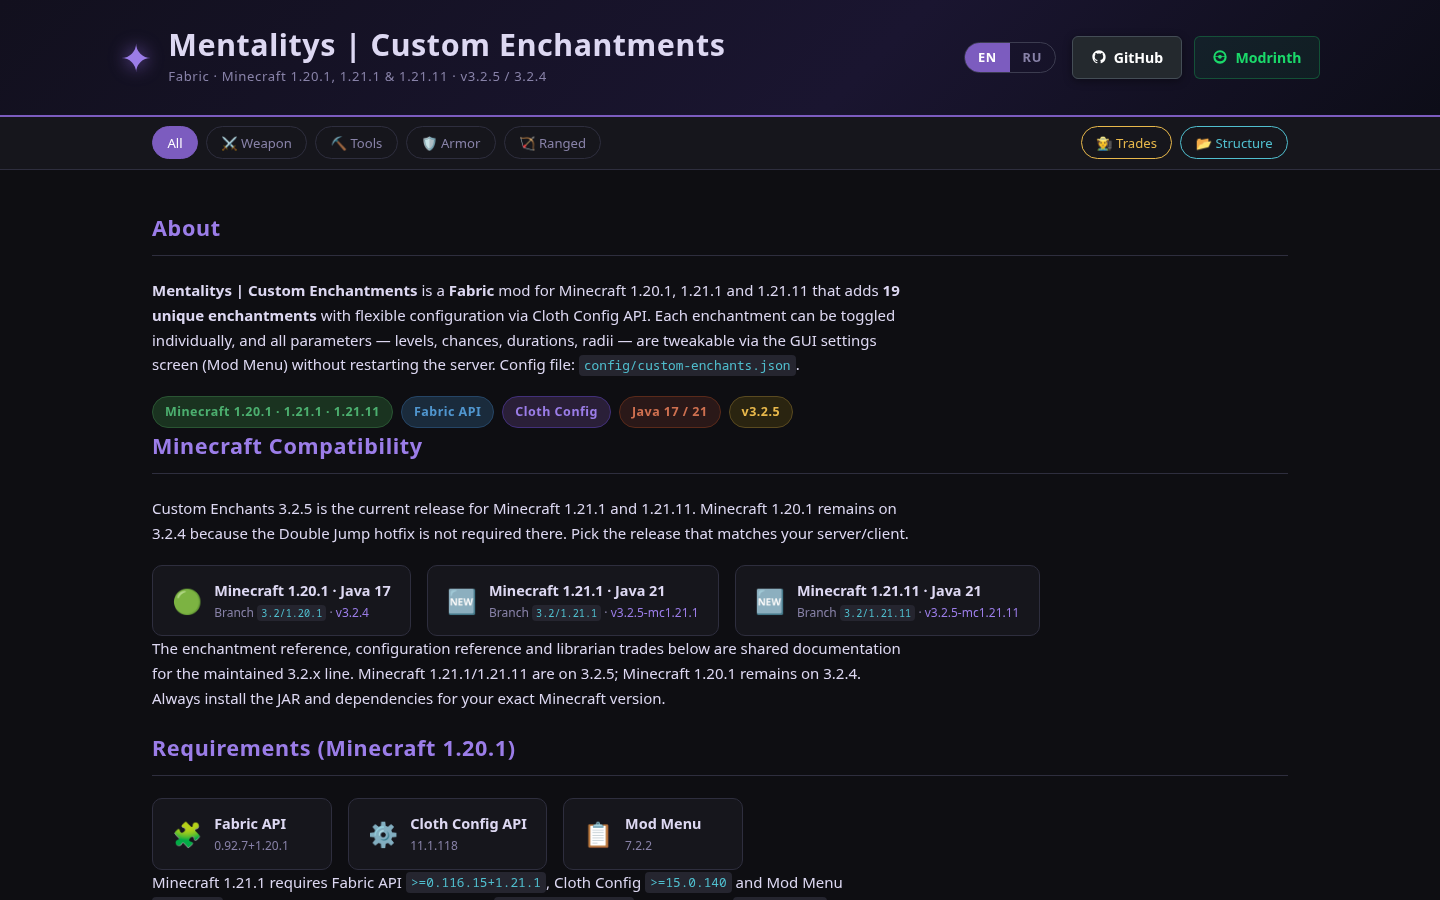 Mentalitys | Custom Enchantments
Fabric · Minecraft 1.20.1, 1.21.1 & 1.21.11 · v3.2.5 / 3.2.4
EN RU
GitHub
Modrinth
All
Weapon
Tools
Armor
Ranged
Trades
Structure
About
Mentalitys | Custom Enchantments is a Fabric mod for Minecraft 1.20.1, 1.21.1 and 1.21.11 that adds 19
unique enchantments with flexible configuration via Cloth Config API. Each enchantment can be toggled
individually, and all parameters — levels, chances, durations, radii — are tweakable via the GUI settings
screen (Mod Menu) without restarting the server. Config file: config/custom-enchants.json.
Minecraft 1.20.1 · 1.21.1 · 1.21.11
Fabric API
Cloth Config
Java 17 / 21
v3.2.5
Minecraft Compatibility
Custom Enchants 3.2.5 is the current release for Minecraft 1.21.1 and 1.21.11. Minecraft 1.20.1 remains on
3.2.4 because the Double Jump hotfix is not required there. Pick the release that matches your server/client.
Minecraft 1.20.1 · Java 17
Branch 3.2/1.20.1 · v3.2.4
NEW
Minecraft 1.21.1 · Java 21
Branch 3.2/1.21.1 · v3.2.5-mc1.21.1
NEW
Minecraft 1.21.11 · Java 21
Branch 3.2/1.21.11 · v3.2.5-mc1.21.11
The enchantment reference, configuration reference and librarian trades below are shared documentation
for the maintained 3.2.x line. Minecraft 1.21.1/1.21.11 are on 3.2.5; Minecraft 1.20.1 remains on 3.2.4.
Always install the JAR and dependencies for your exact Minecraft version.
Requirements (Minecraft 1.20.1)
Fabric API
0.92.7+1.20.1
Cloth Config API
11.1.118
Mod Menu
7.2.2
Minecraft 1.21.1 requires Fabric API >=0.116.15+1.21.1, Cloth Config >=15.0.140 and Mod Menu